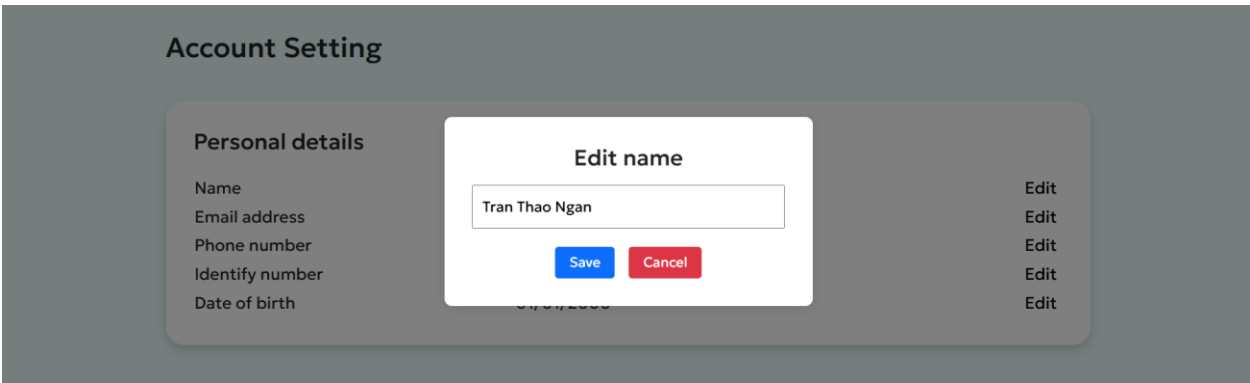 Account Setting
Personal details
Edit name
Name Edit
Tran Thao Ngan
Email address Edit
Phone number Edit
Save Cancel
Identify number Edit
Date of birth Edit